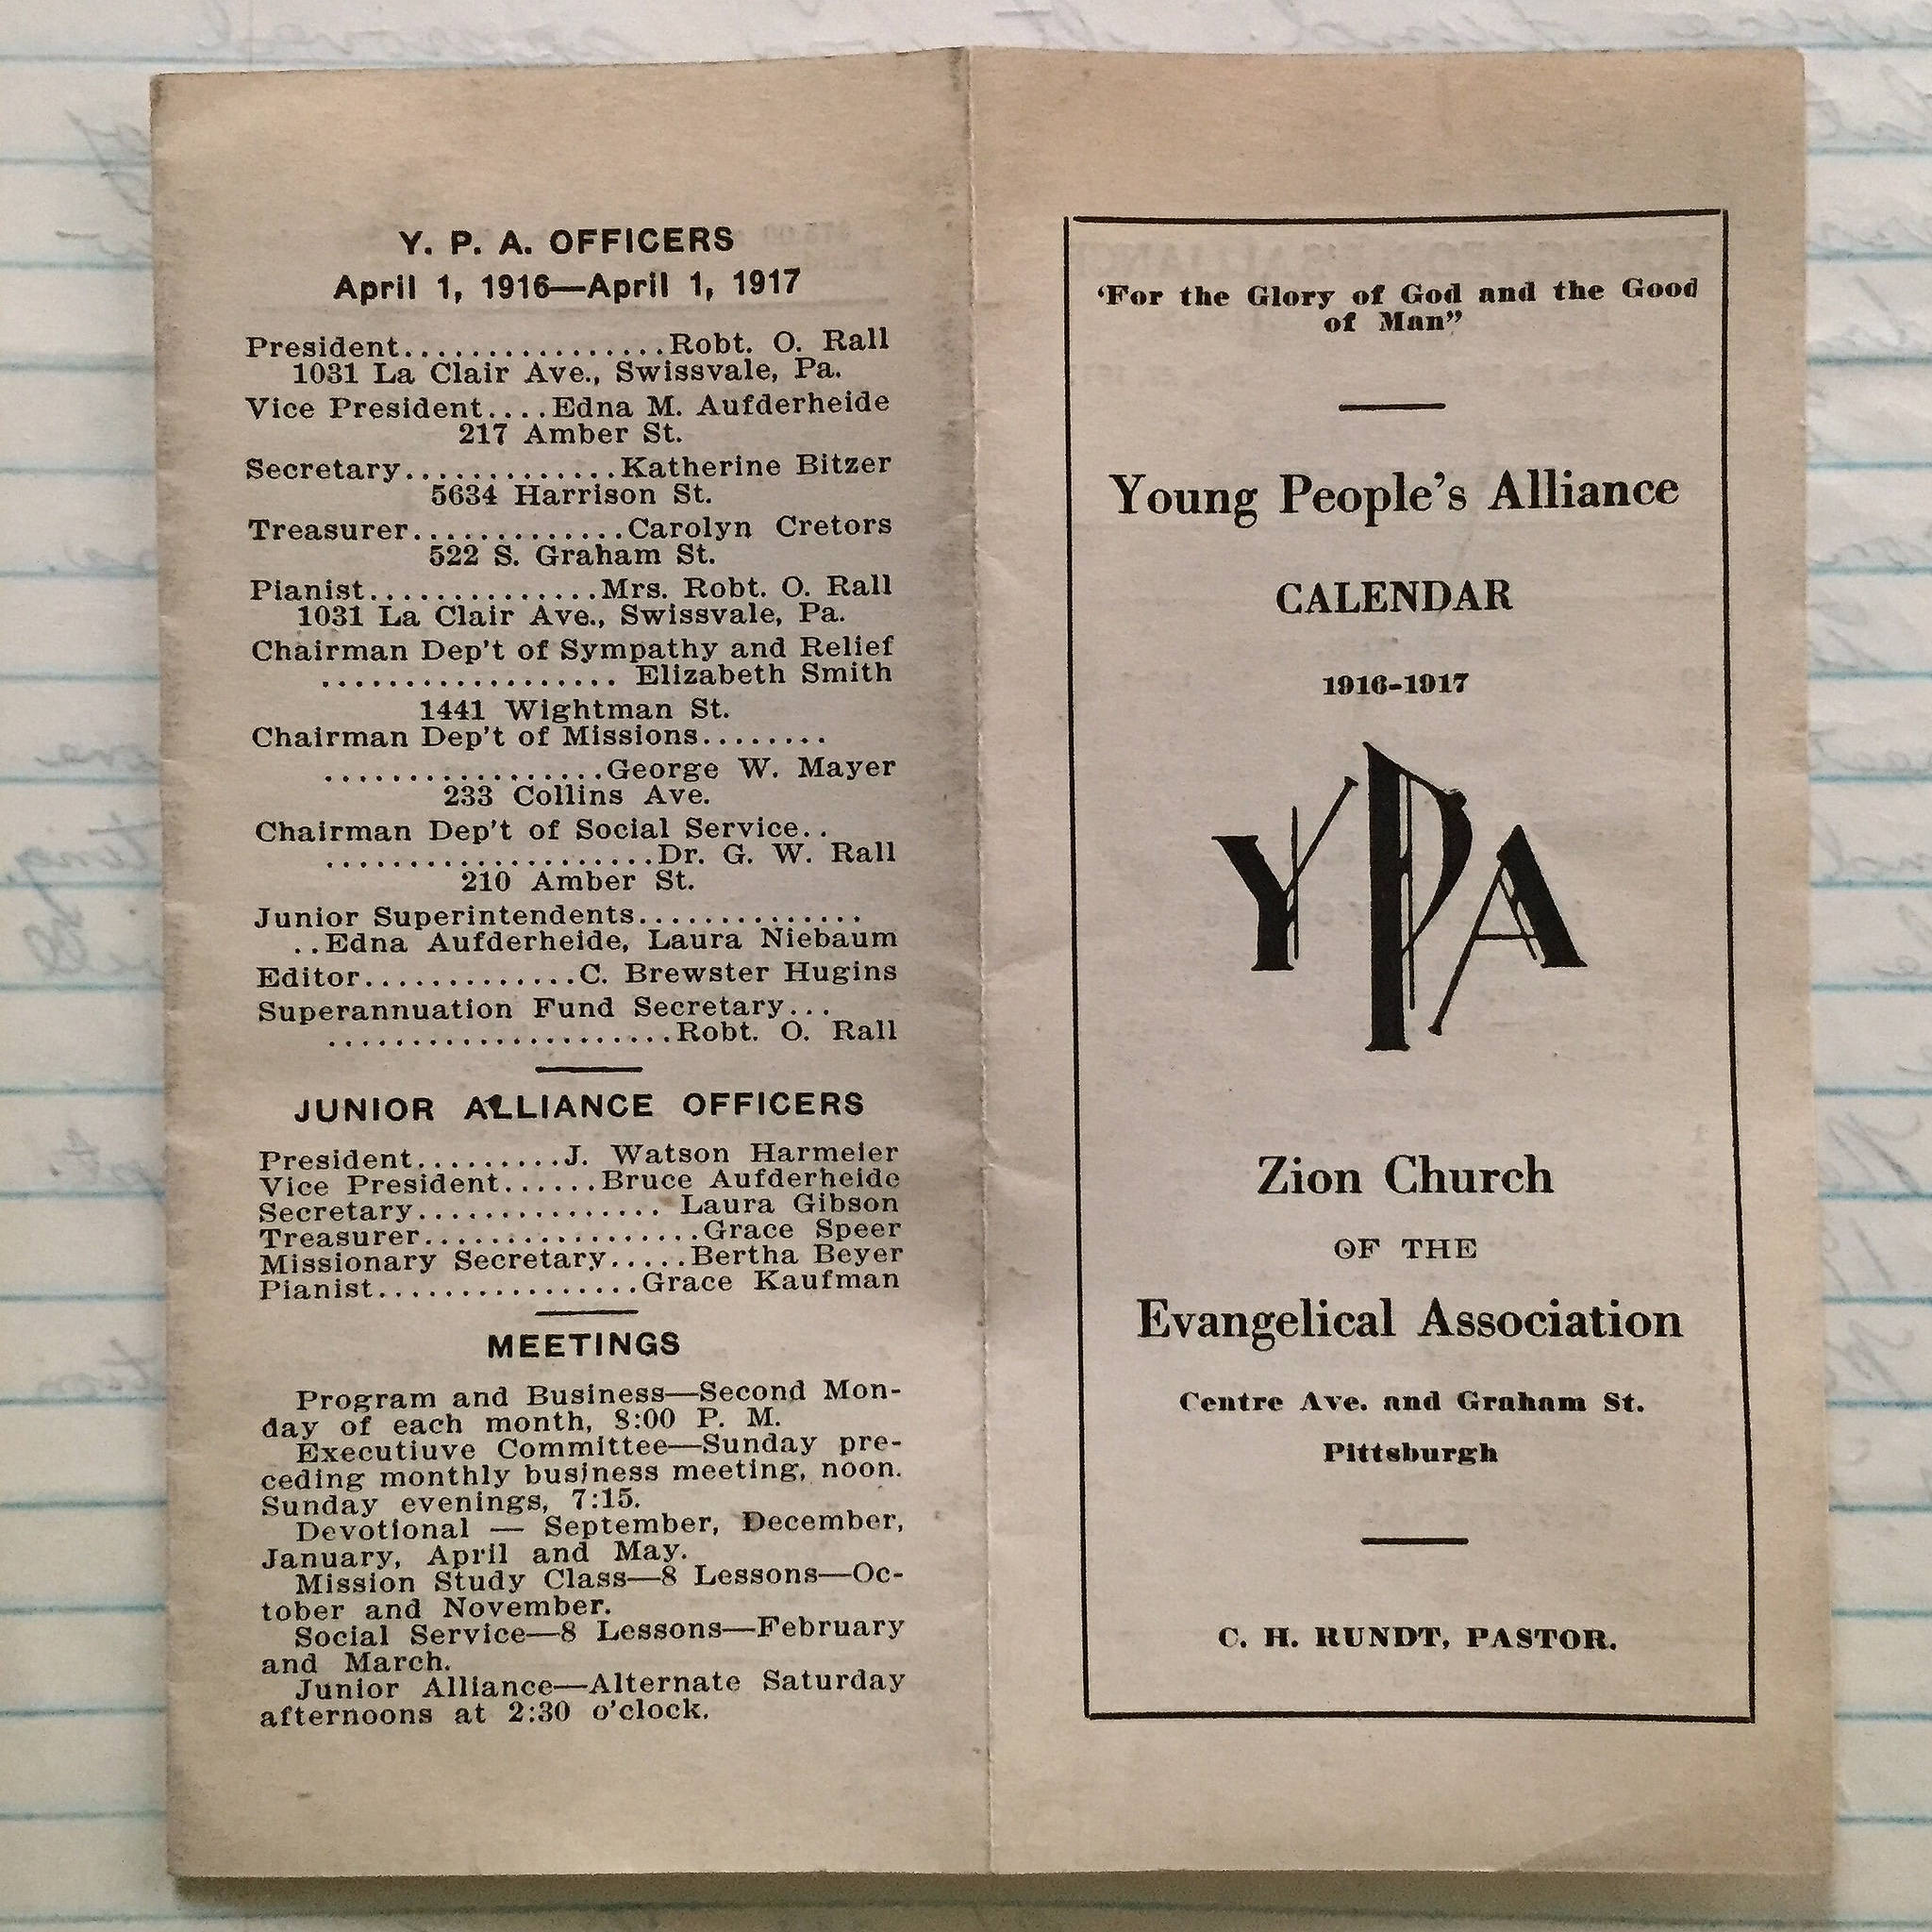 Y. P. A. OFFICERS
April 1, 1916—April 1, 1917
President................Robt. O. Rall
1031 La Clair Ave., Swissvale, Pa.
Vice President....Edna M. Aufderheide
217 Amber St.
Secretary.............Katherine Bitzer
5634 Harrison St.
Treasurer.............Carolyn Cretors
522 S. Graham St.
Pianist..............Mrs. Robt. O. Rall
1031 La Clair Ave., Swissvale, Pa.
Chairman Dep't of Sympathy and Relief
.................. Elizabeth Smith
1441 Wightman St.
Chairman Dep't of Missions........
.................George W. Mayer
233 Collins Ave.
Chairman Dep't of Social Service..
....................Dr. G. W. Rall
210 Amber St.
Junior Superintendents..............
..Edna Aufderheide, Laura Niebaum
Editor.............C. Brewster Hugins
Superannuation Fund Secretary...
.....................Robt. O. Rall
JUNIOR ALLIANCE OFFICERS
President.........J. Watson Harmeier
Vice President......Bruce Aufderheide
Secretary............... Laura Gibson
Treasurer.................Grace Speer
Missionary Secretary.....Bertha Beyer
Pianist................Grace Kaufman
MEETINGS
Program and Business—Second Mon-
day of each month, 8:00 P. M.
Executiuve Committee—Sunday pre-
ceding monthly business meeting, noon.
Sunday evenings, 7:15.
Devotional — September, December,
January, April and May.
Mission Study Class—8 Lessons—Oc-
tober and November.
Social Service—8 Lessons—February
and March.
Junior Alliance—Alternate Saturday
afternoons at 2:30 o'clock.
‘For the Glory of God and the Good
of Man”
Young People's Alliance
CALENDAR
1916-1917
YPA
Zion Church
OF THE
Evangelical Association
Centre Ave. and Graham St.
Pittsburgh
C. H. RUNDT, PASTOR.